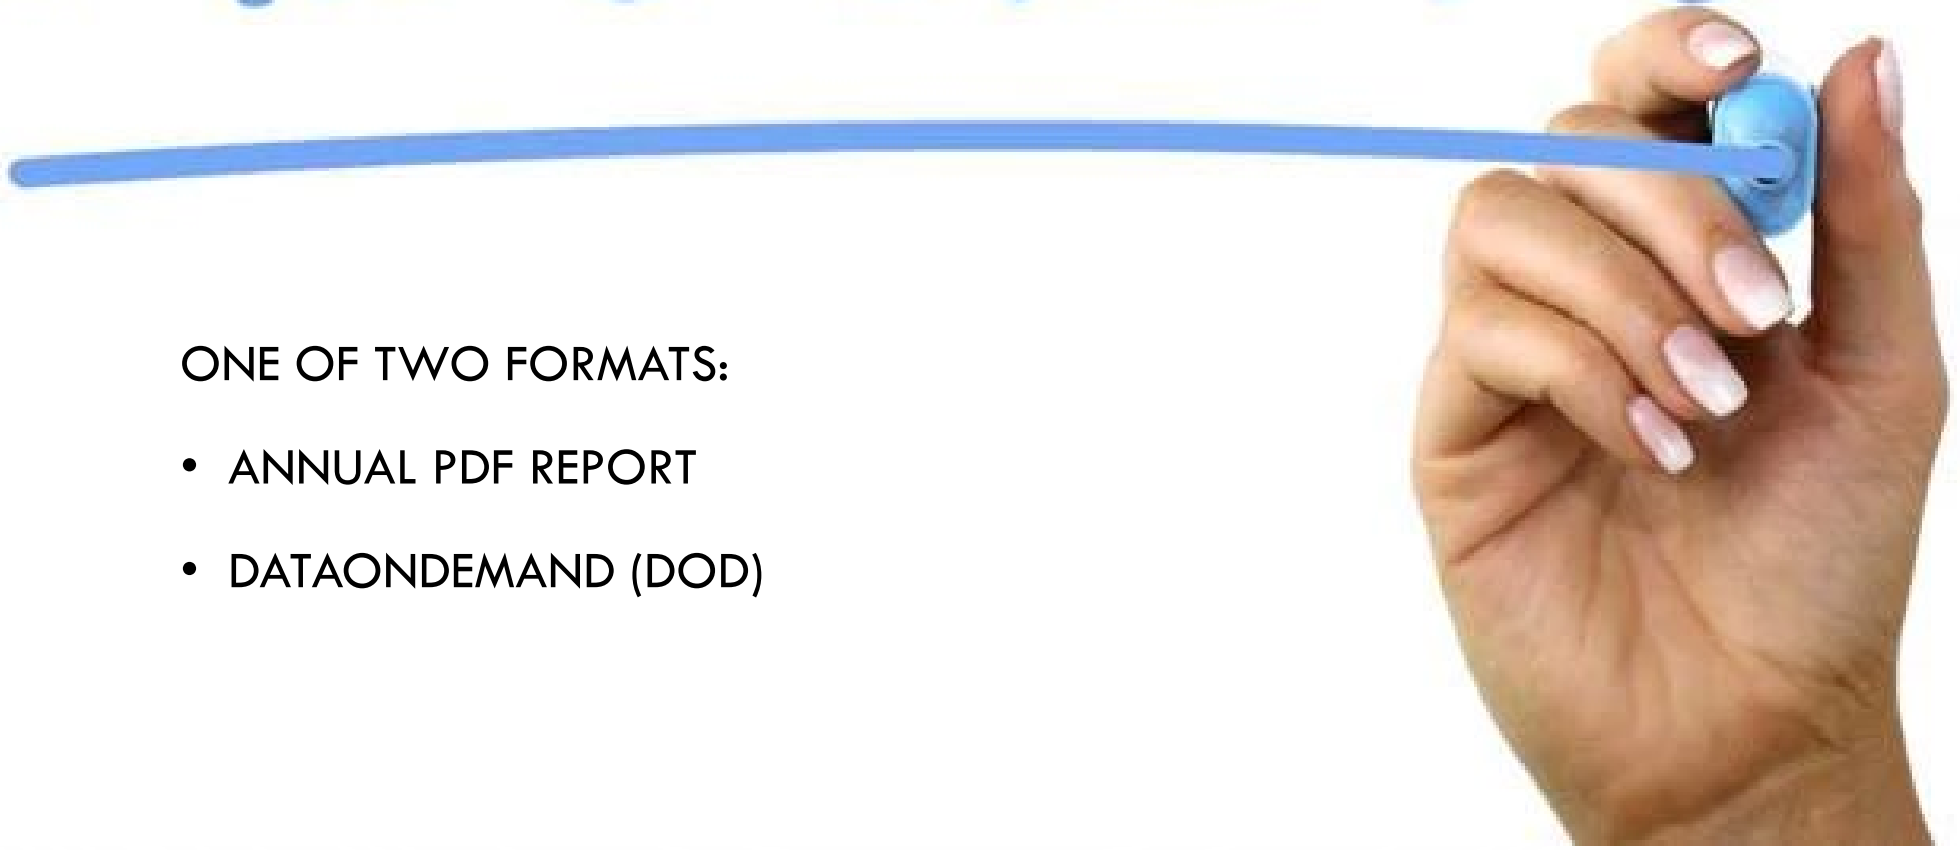 ONE OF TWO FORMATS:
• ANNUAL PDF REPORT
• DATAONDEMAND (DOD)